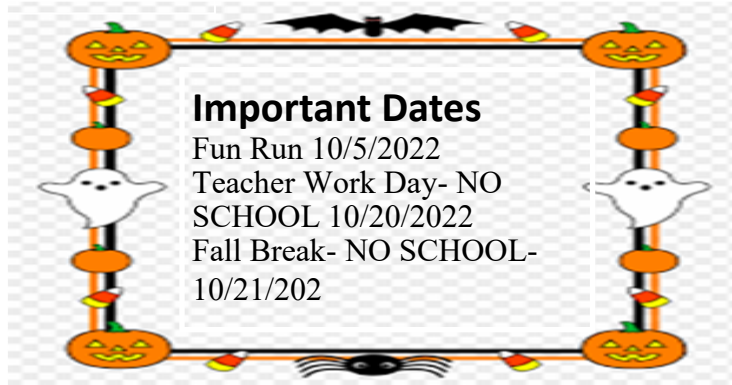 Important Dates
Fun Run 10/5/2022
Teacher Work Day- NO
SCHOOL 10/20/2022
Fall Break- NO SCHOOL-
10/21/202